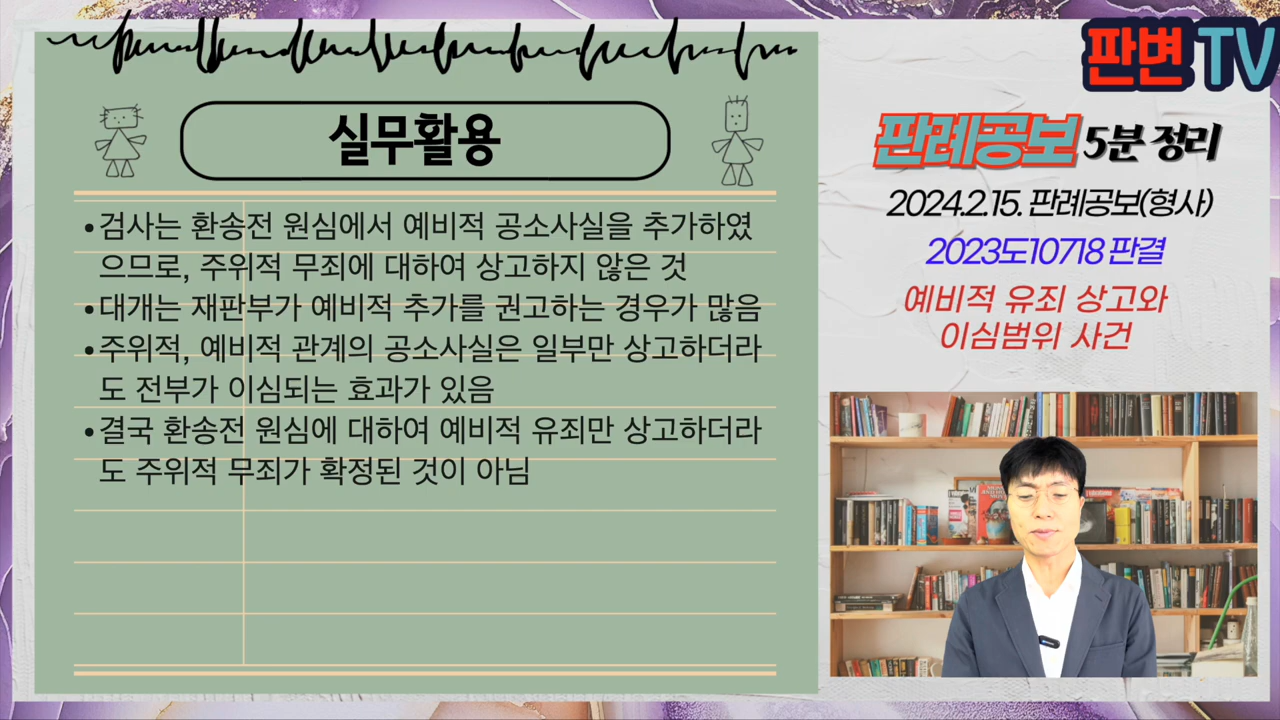 실무활용
• 검사는 환송전 원심에서 예비적 공소사실을 추가하였
으므로, 주위적 무죄에 대하여 상고하지 않은 것
• 대개는 재판부가 예비적 추가를 권고하는 경우가 많음
• 주위적, 예비적 관계의 공소사실은 일부만 상고하더라
도 전부가 이심되는 효과가 있음
• 결국 환송전 원심에 대하여 예비적 유죄만 상고하더라
도 주위적 무죄가 확정된 것이 아님
판변 TV
판례공보 5분 정리
2024.2.15. 판례공보(형사)
2023도10718 판결
예비적 유죄 상고와
이심범위 사건